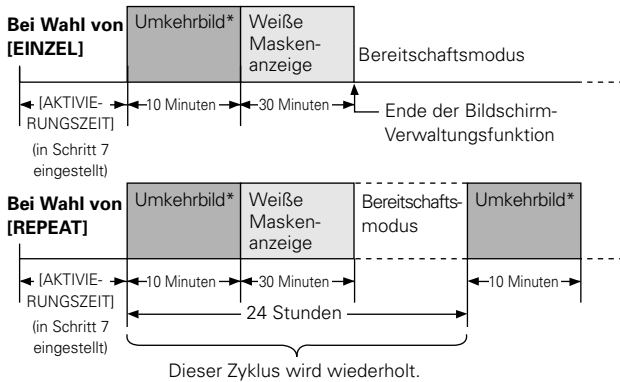 Bei Wahl von
[EINZEL]
Umkehrbild*
Weiße
Masken-
anzeige
Bereitschaftsmodus
[AKTIVIE-
RUNGSZEIT]
(in Schritt 7
eingestellt)
10 Minuten
30 Minuten
Ende der Bildschirm-
Verwaltungsfunktion
Bei Wahl von
[REPEAT]
Umkehrbild*
Weiße
Masken-
anzeige
Bereitschafts-
modus
Umkehrbild*
[AKTIVIE-
RUNGSZEIT]
(in Schritt 7
eingestellt)
10 Minuten
30 Minuten
10 Minuten
24 Stunden
Dieser Zyklus wird wiederholt.